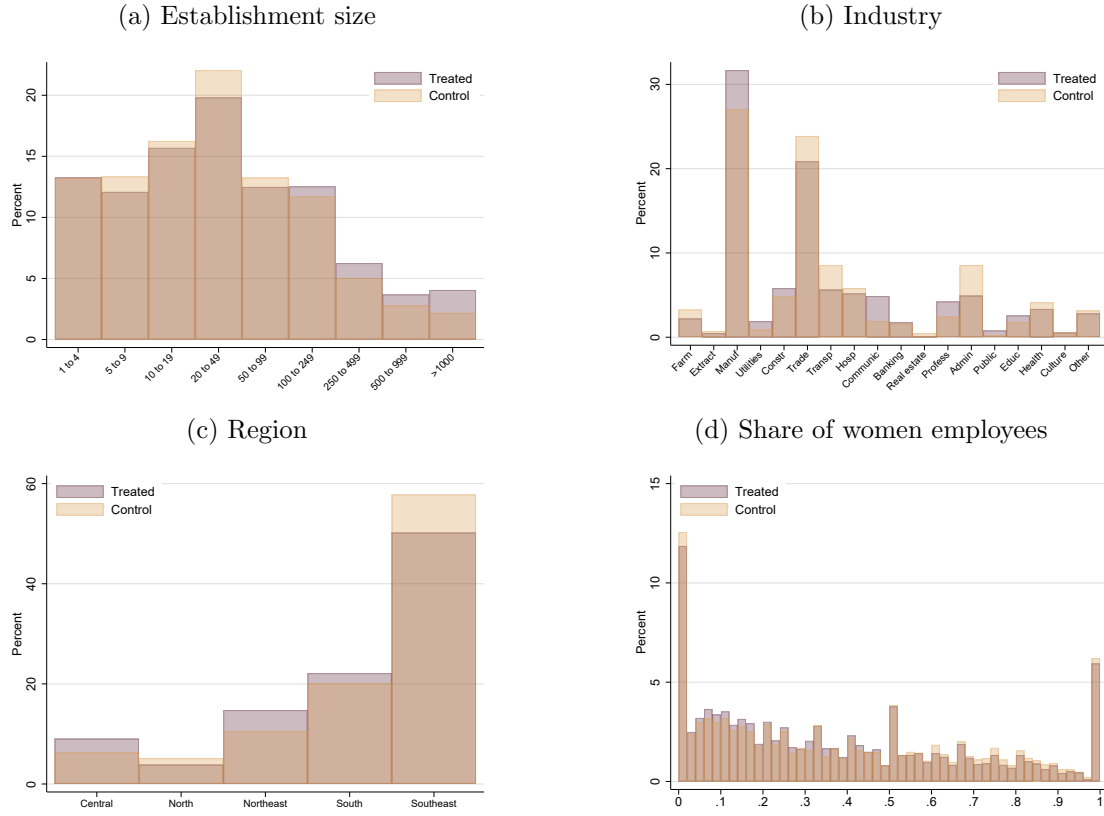 (a) Establishment size
Treated
Control
Percent
0
5
10
15
20
1 to 4
5 to 9
10 to 19
20 to 49
50 to 99
100 to 249
250 to 499
500 to 999
>1000
(b) Industry
Treated
Control
Percent
0
10
20
30
Farm
Extract
Manuf
Utilities
Constr
Trade
Transp
Hosp
Communic
Banking
Real estate
Profess
Admin
Public
Educ
Health
Culture
Other
(c) Region
Treated
Control
Percent
0
20
40
60
Central
North
Northeast
South
Southeast
(d) Share of women employees
Treated
Control
Percent
0
5
10
15
0 .1 .2 .3 .4 .5 .6 .7 .8 .9 1